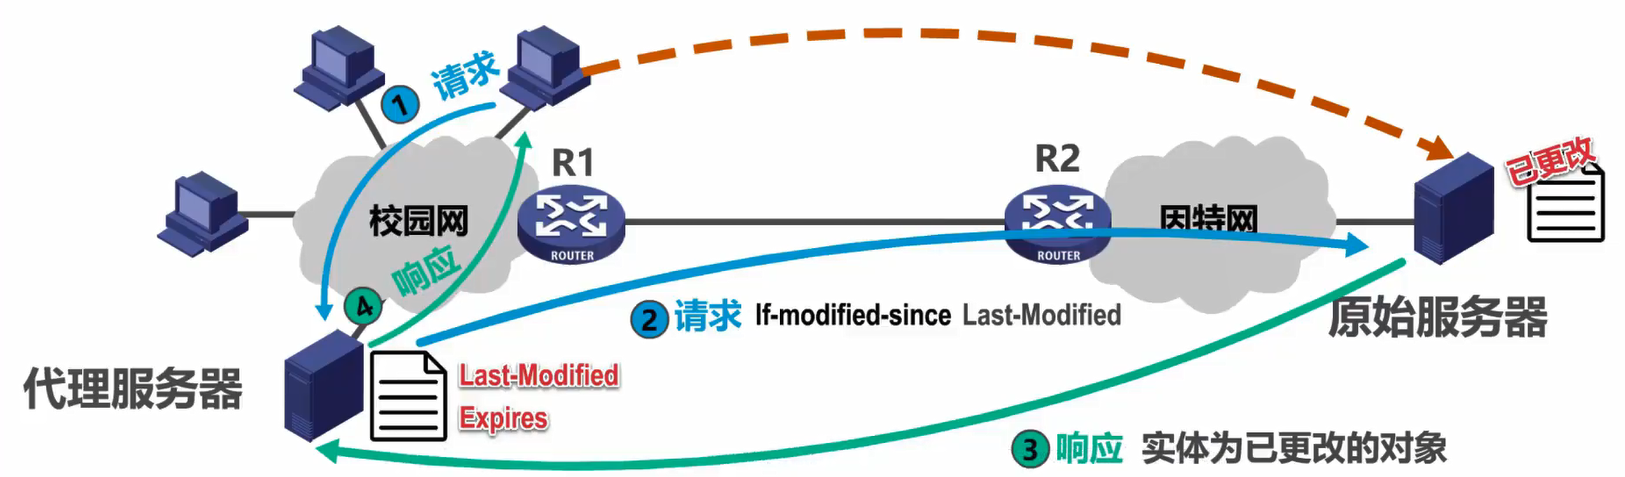 1 请求
R1
R2
已更改
校园网
因特网
ROUTER
ROUTER
4 响应
2 请求 If-modified-since Last-Modified
原始服务器
代理服务器
Last-Modified
Expires
3 响应 实体为已更改的对象